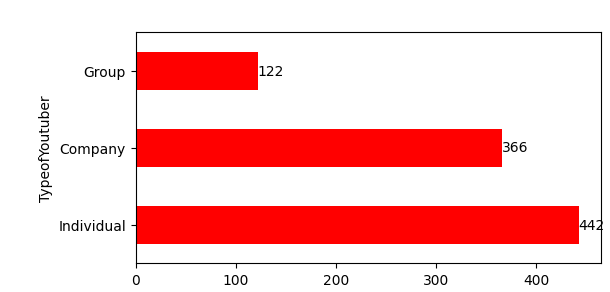 TypeofYoutuber
Group 122
Company 366
Individual 442
0 100 200 300 400